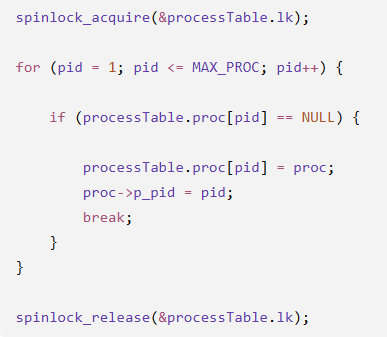 spinlock_acquire(&processTable.lk);
for (pid = 1; pid <= MAX_PROC; pid++) {
if (processTable.proc[pid] == NULL) {
processTable.proc[pid] = proc;
proc->p_pid = pid;
break;
}
}
spinlock_release(&processTable.lk);